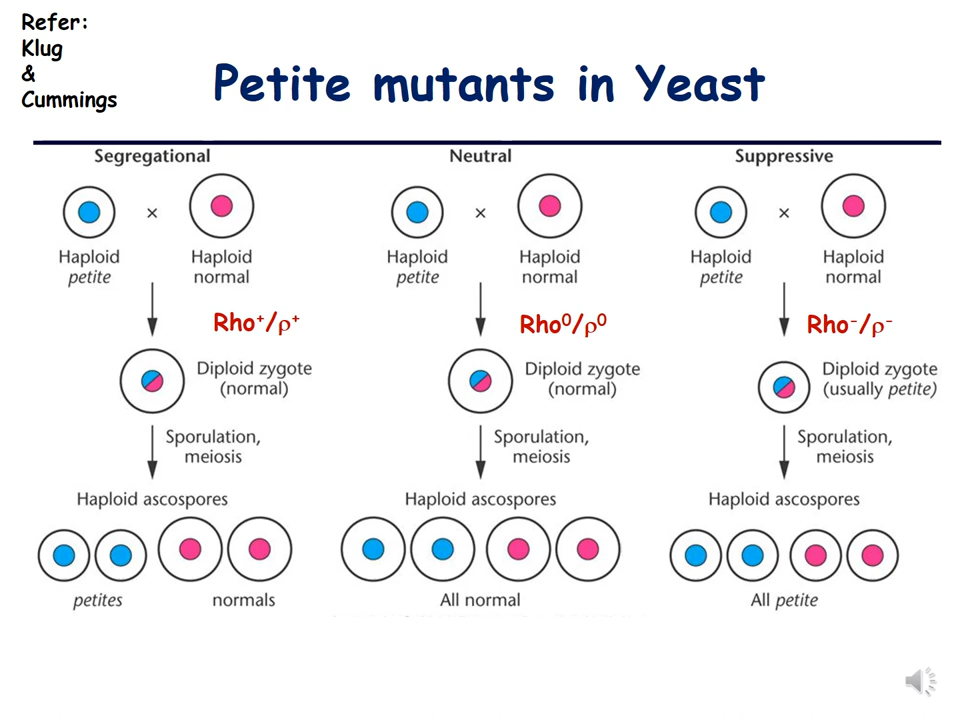 Refer:
Klug
&
Cummings
Petite mutants in Yeast
Segregational
×
Haploid
petite
Haploid
normal
Rho⁺/ρ⁺
Diploid zygote
(normal)
Sporulation,
meiosis
Haploid ascospores
petites
normals
Neutral
×
Haploid
petite
Haploid
normal
Rho⁰/ρ⁰
Diploid zygote
(normal)
Sporulation,
meiosis
Haploid ascospores
All normal
Suppressive
×
Haploid
petite
Haploid
normal
Rho⁻/ρ⁻
Diploid zygote
(usually petite)
Sporulation,
meiosis
Haploid ascospores
All petite